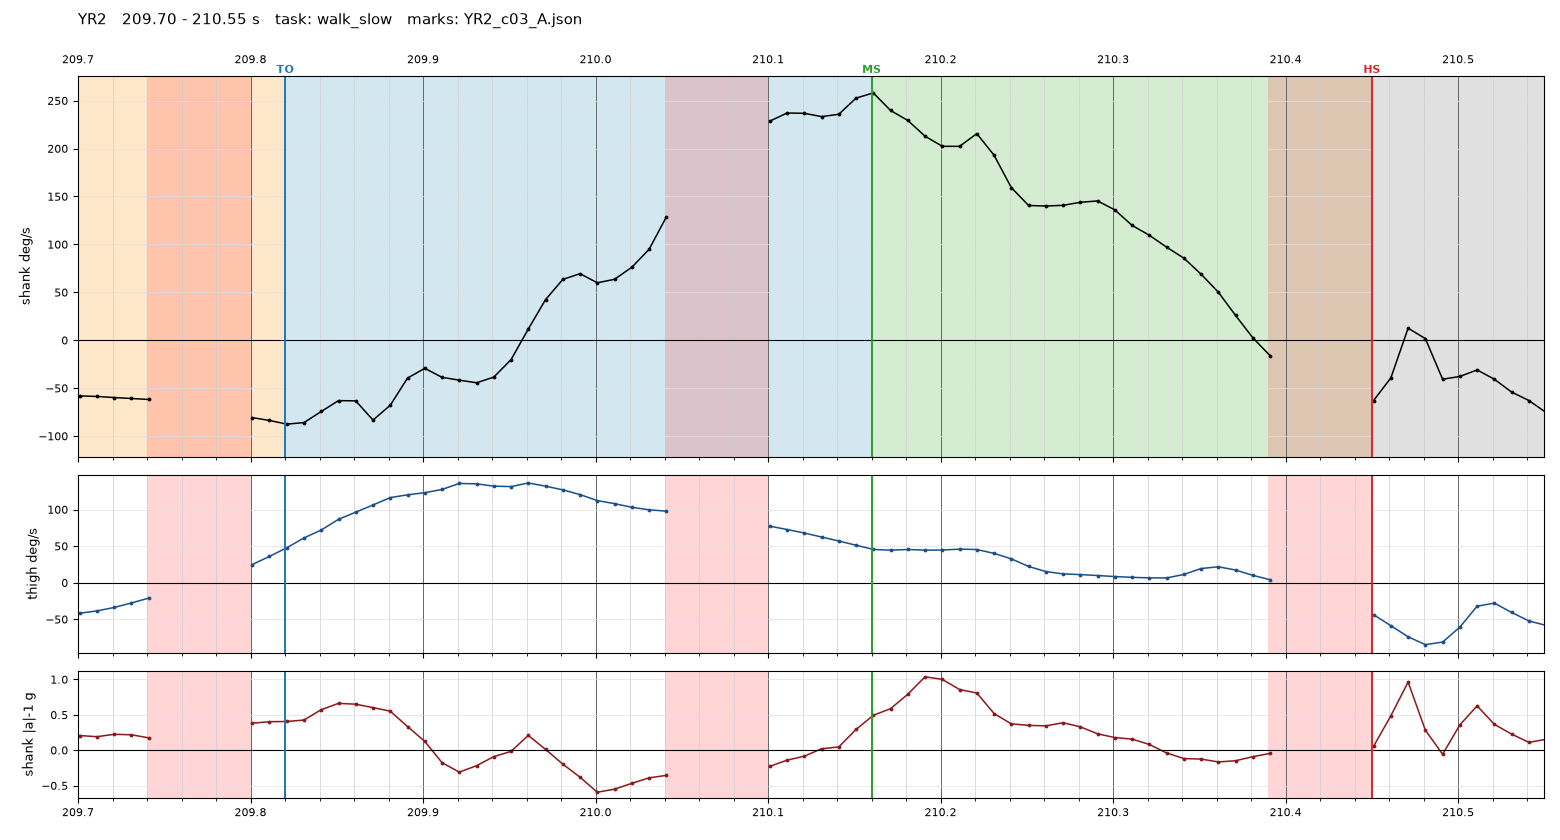 YR2   209.70 - 210.55 s   task: walk_slow   marks: YR2_c03_A.json
209.7 209.8 209.9 210.0 210.1 210.2 210.3 210.4 210.5
TO MS HS
250
200
150
100
50
0
−50
−100
shank deg/s
100
50
0
−50
thigh deg/s
1.0
0.5
0.0
−0.5
shank |a|-1 g
209.7 209.8 209.9 210.0 210.1 210.2 210.3 210.4 210.5